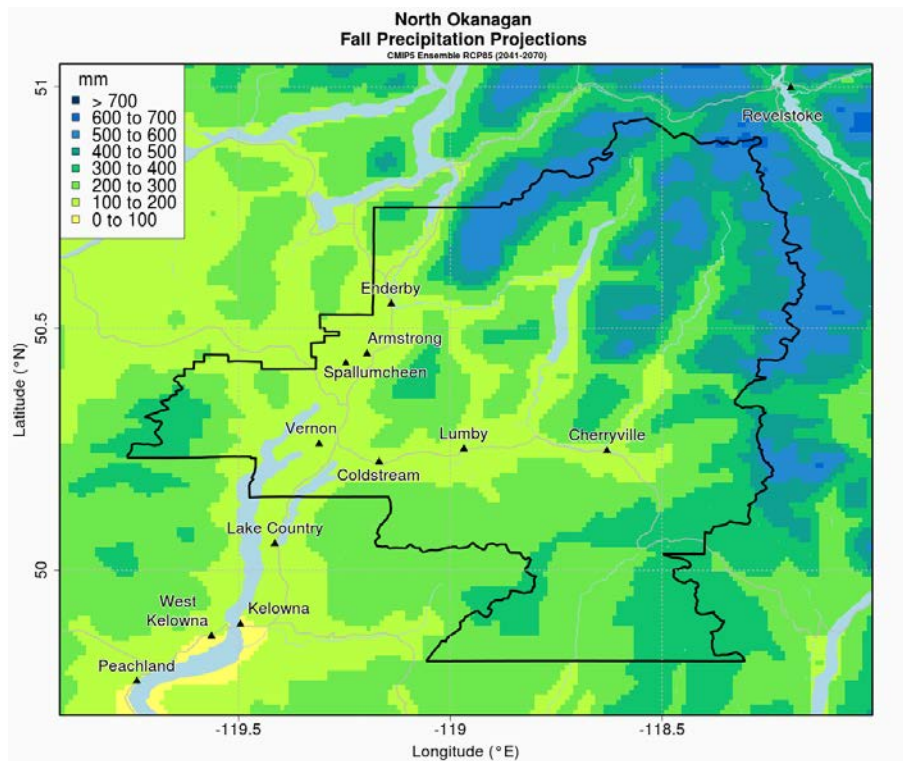 North Okanagan
Fall Precipitation Projections
CMIP5 Ensemble RCP85 (2041-2070)
mm
> 700
600 to 700
500 to 600
400 to 500
300 to 400
200 to 300
100 to 200
0 to 100
51
50.5
50
Latitude (°N)
Revelstoke
Enderby
Armstrong
Spallumcheen
Vernon
Lumby
Cherryville
Coldstream
Lake Country
West
Kelowna
Kelowna
Peachland
-119.5
-119
-118.5
Longitude (°E)